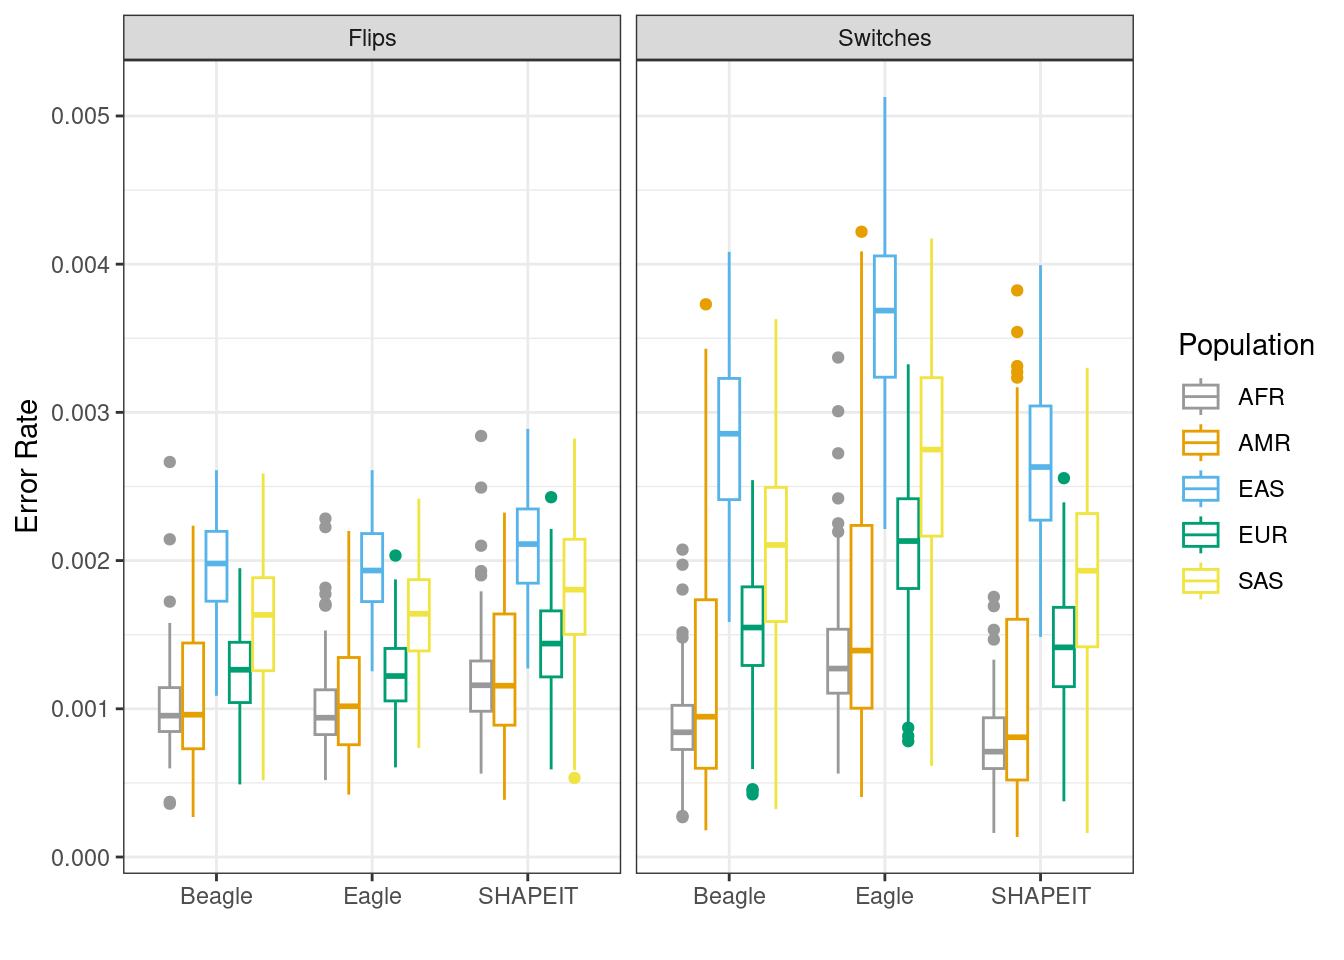 Flips
Switches
Error Rate
0.005
0.004
0.003
0.002
0.001
0.000
Beagle
Eagle
SHAPEIT
Beagle
Eagle
SHAPEIT
Population
AFR
AMR
EAS
EUR
SAS